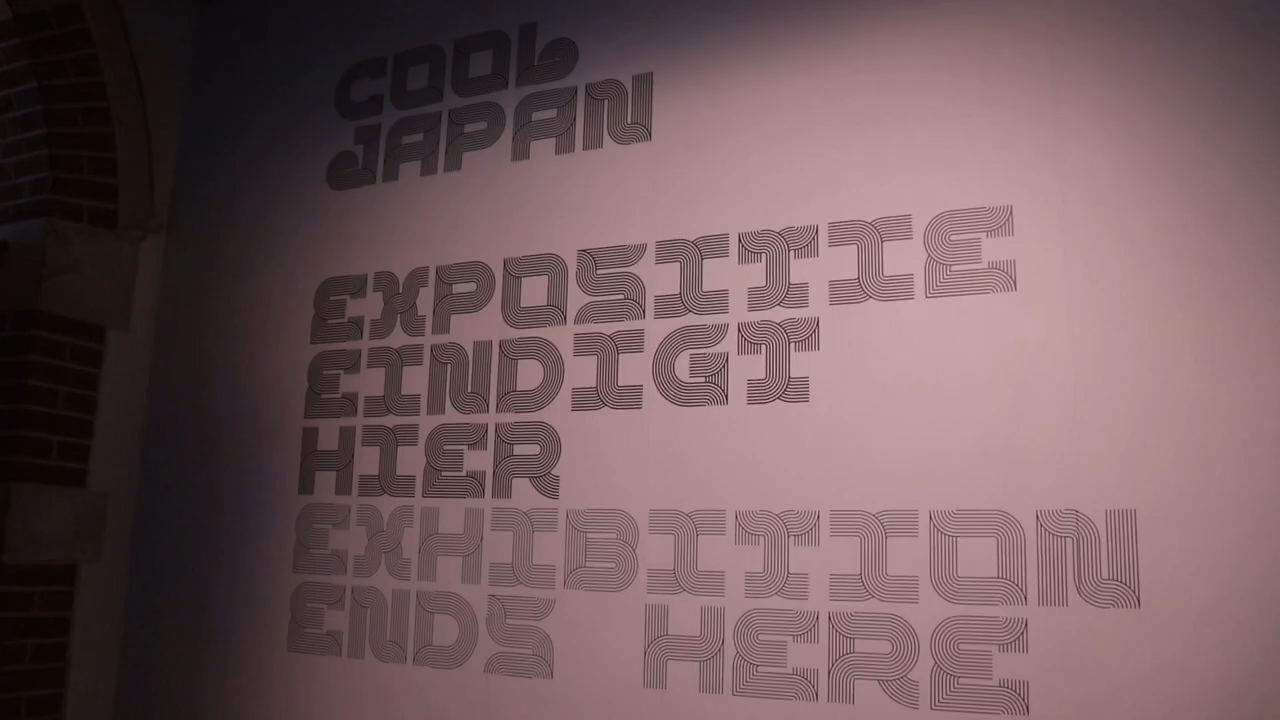 COOL
JAPAN
EXPOSITIE
EINDIGT
HIER
EXHIBITION
ENDS HERE